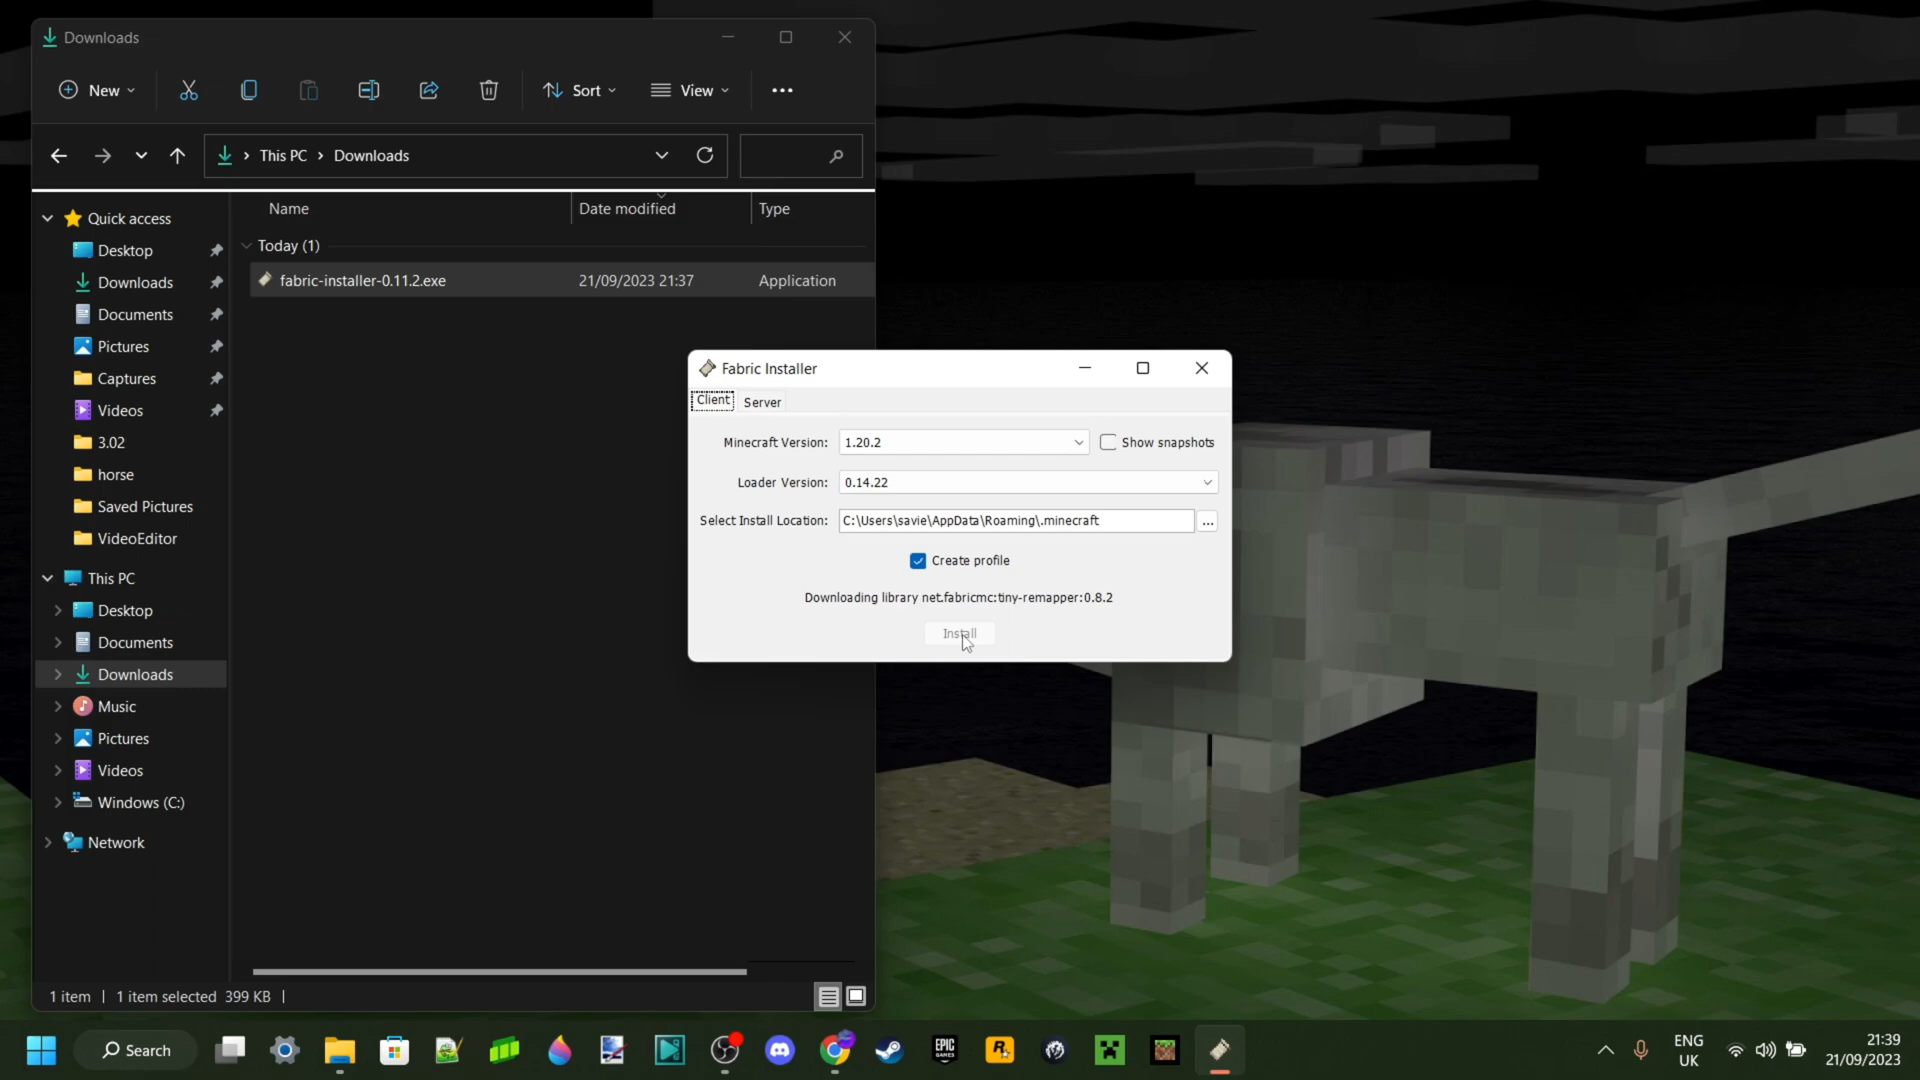 Downloads
New
Sort
View
This PC
Downloads
Name
Date modified
Type
Quick access
Today (1)
Desktop
fabric-installer-0.11.2.exe
21/09/2023 21:37
Application
Downloads
Documents
Pictures
Captures
Videos
3.02
horse
Saved Pictures
VideoEditor
This PC
Desktop
Documents
Downloads
Music
Pictures
Videos
Windows (C:)
Network
1 item
1 item selected 399 KB
Fabric Installer
Client
Server
Minecraft Version:
1.20.2
Show snapshots
Loader Version:
0.14.22
Select Install Location:
C:\Users\savie\AppData\Roaming\.minecraft
...
Create profile
Downloading library net.fabricmc:tiny-remapper:0.8.2
Install
Search
EPIC
GAMES
R
ENG
UK
21:39
21/09/2023